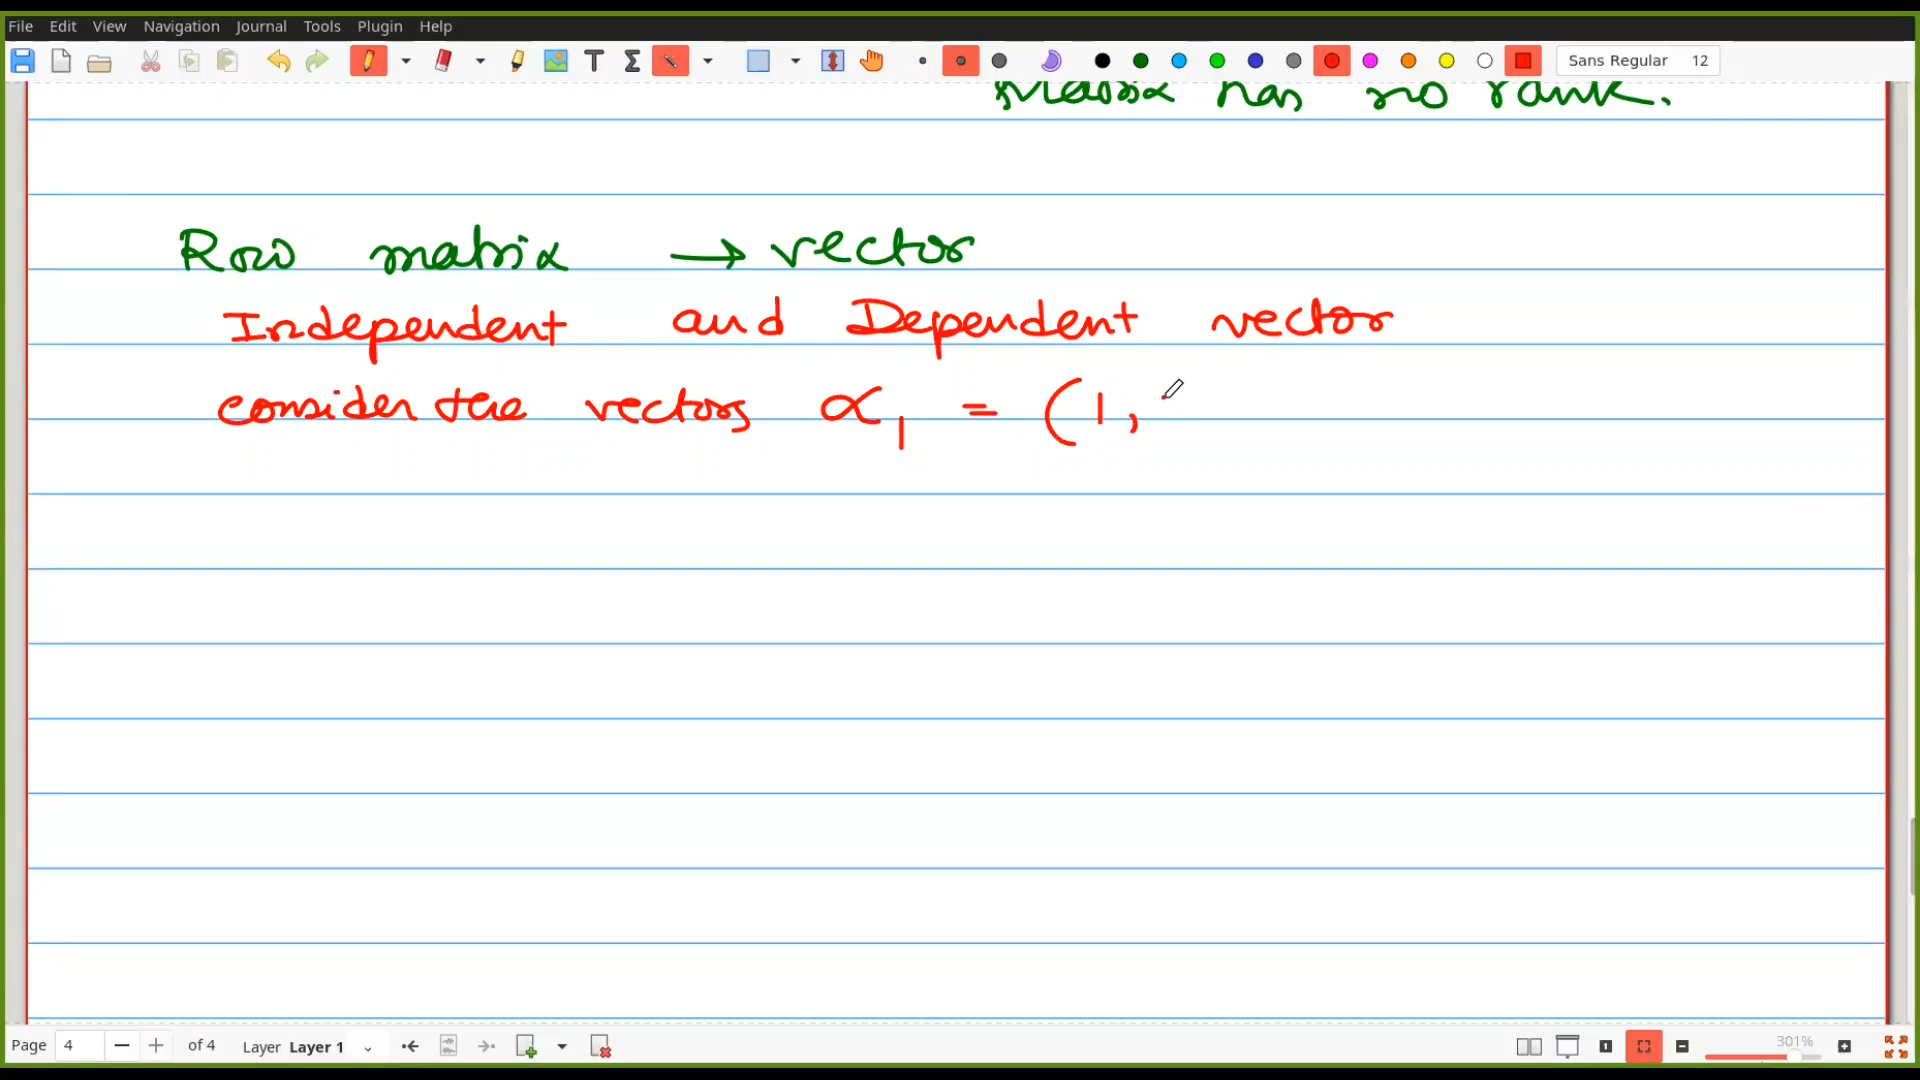 File Edit View Navigation Journal Tools Plugin Help
Sans Regular 12
Matrix has no rank.
Row matrix → vector
Independent and Dependent vector
consider the vectors α₁ = (1,
Page 4 of 4 Layer Layer 1 301%